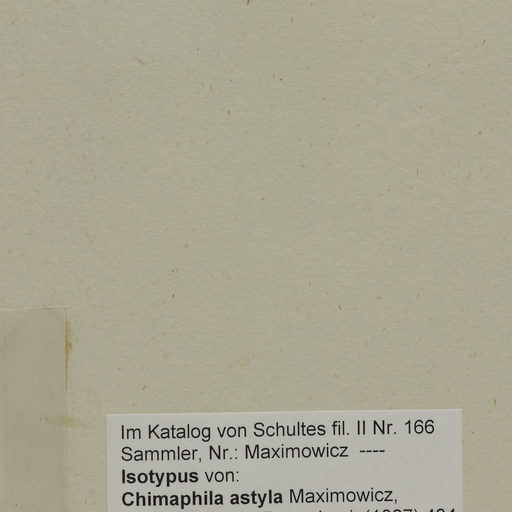 Im Katalog von Schultes fil. II Nr. 166
Sammler, Nr.: Maximowicz ----
Isotypus von:
Chimaphila astyla Maximowicz,